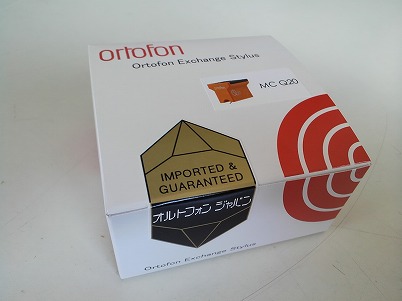 ortofon
Ortofon Exchange Stylus
MC Q20
IMPORTED &
GUARANTEED
オルトフォン ジャパン
Ortofon Exchange Stylus